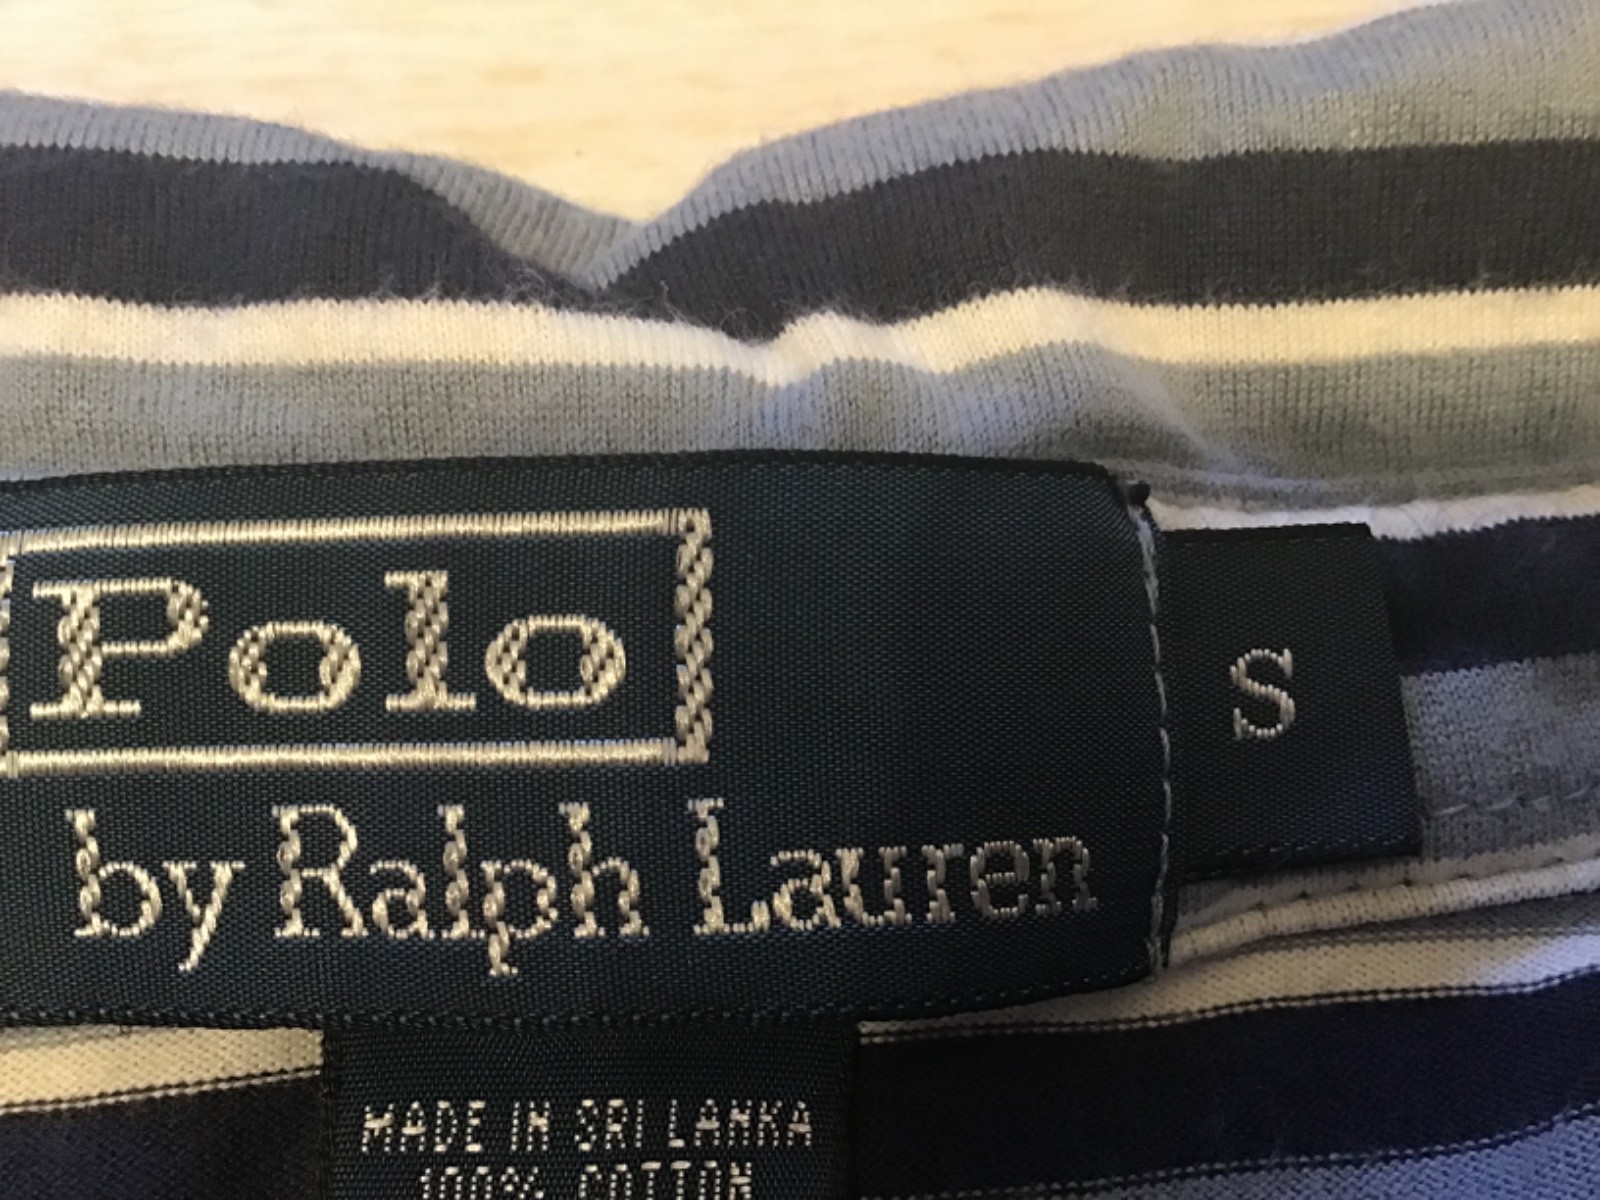 Polo
by Ralph Lauren
S
MADE IN SRI LANKA
100% COTTON